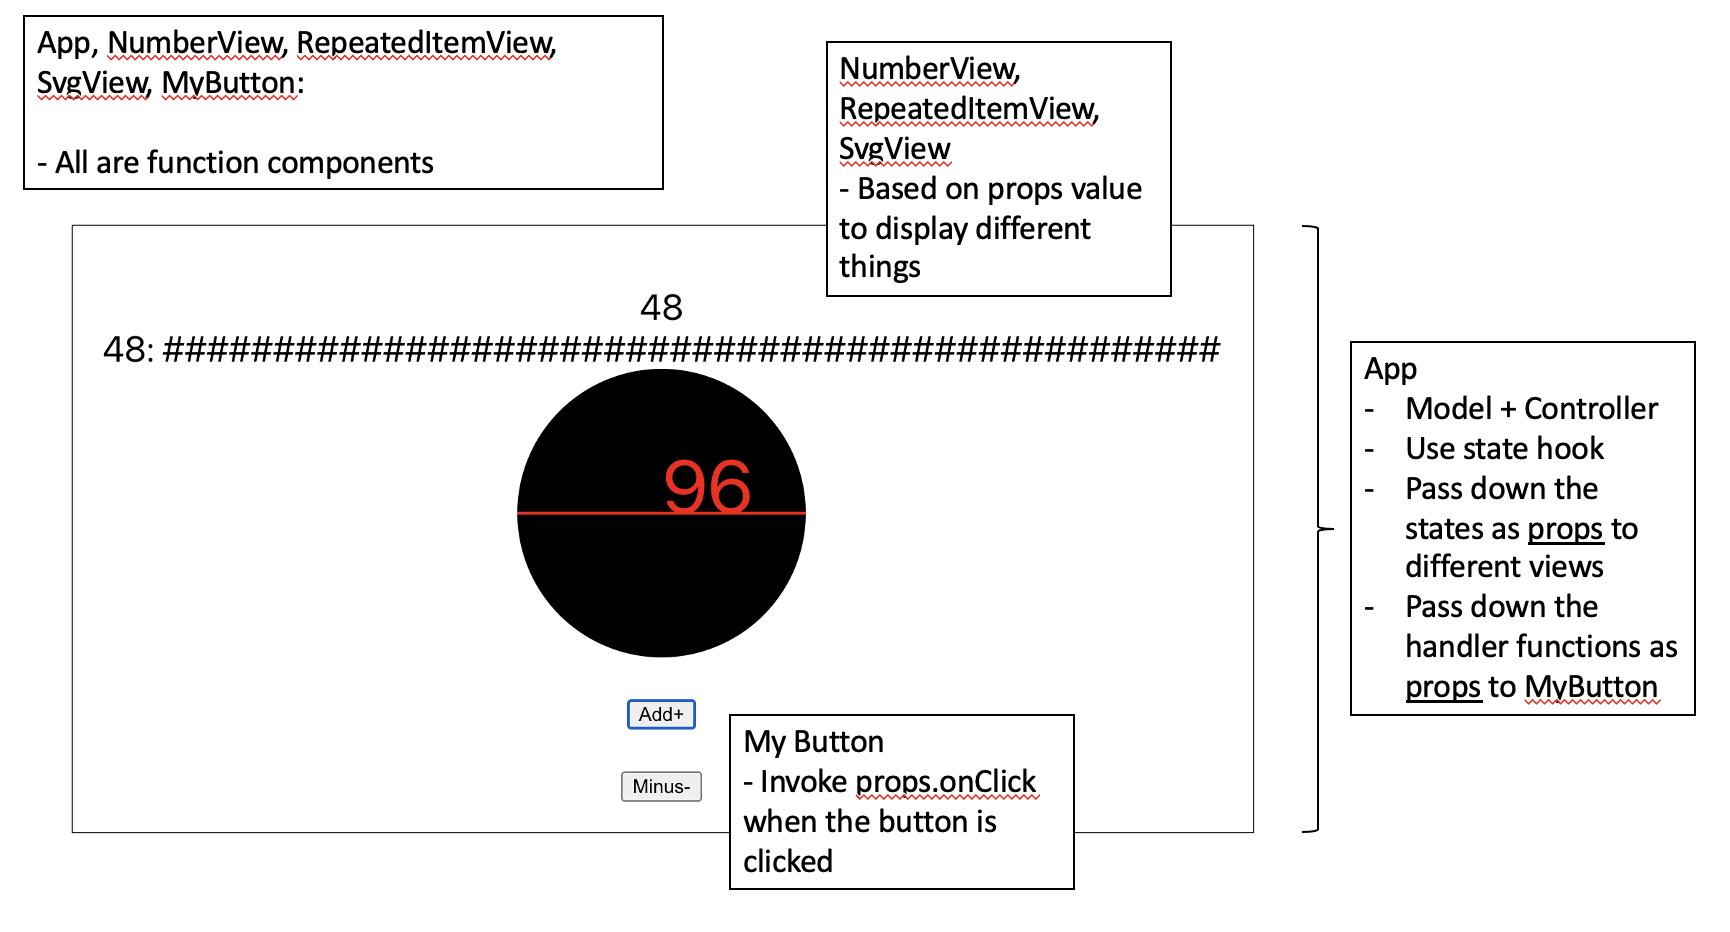 App, NumberView, RepeatedItemView,
SvgView, MyButton:
- All are function components
NumberView,
RepeatedItemView,
SvgView
- Based on props value
to display different
things
48
48: ################################################
96
Add+
Minus-
My Button
- Invoke props.onClick
when the button is
clicked
App
- Model + Controller
- Use state hook
- Pass down the
states as props to
different views
- Pass down the
handler functions as
props to MyButton